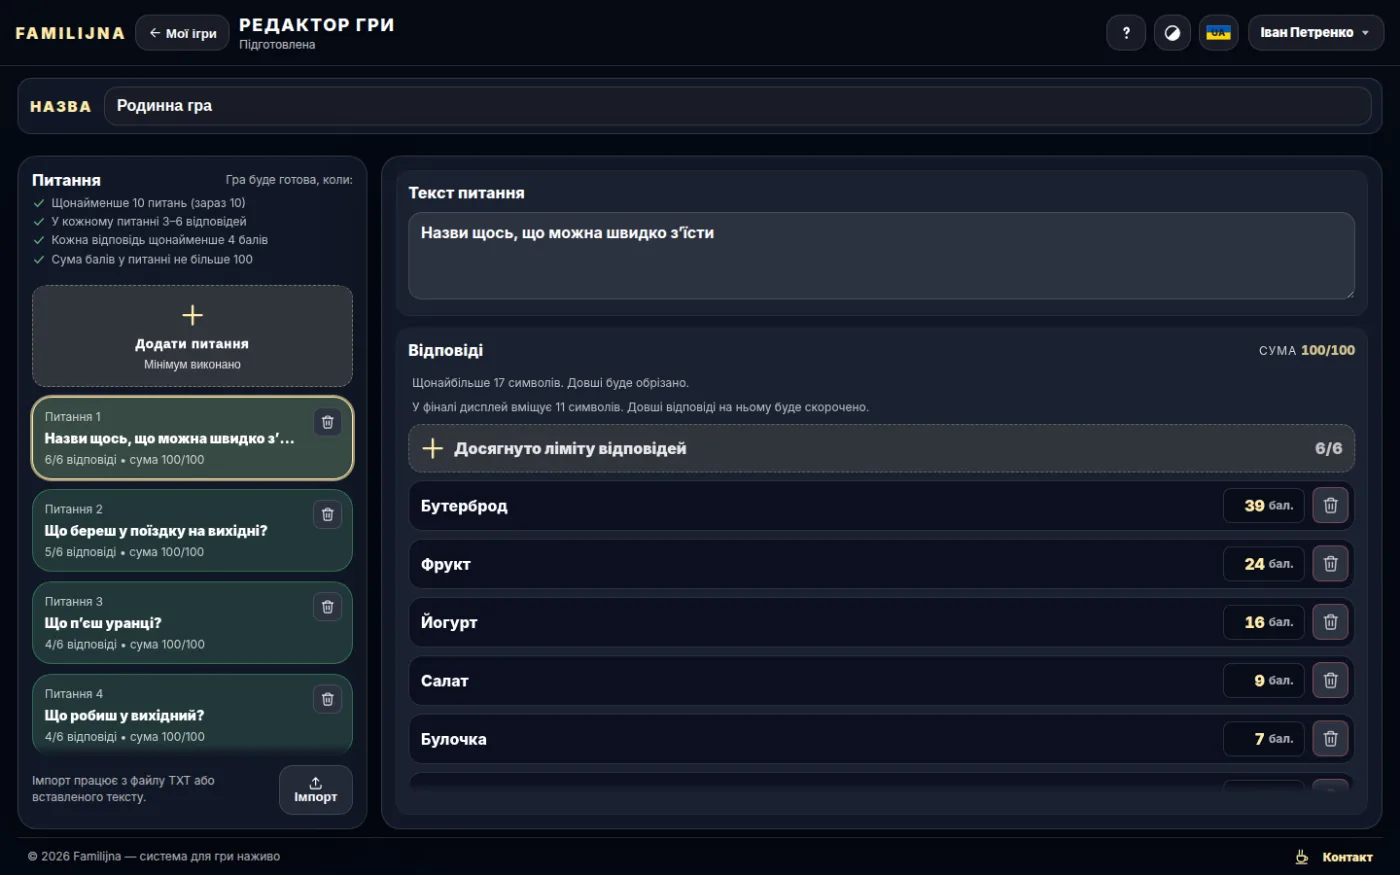 FAMILIJNA
← Мої ігри
РЕДАКТОР ГРИ
Підготовлена
?
UA
Іван Петренко
НАЗВА
Родинна гра
Питання
Гра буде готова, коли:
Щонайменше 10 питань (зараз 10)
У кожному питанні 3–6 відповідей
Кожна відповідь щонайменше 4 балів
Сума балів у питанні не більше 100
Додати питання
Мінімум виконано
Питання 1
Назви щось, що можна швидко з’...
6/6 відповіді • сума 100/100
Питання 2
Що береш у поїздку на вихідні?
5/6 відповіді • сума 100/100
Питання 3
Що п’єш уранці?
4/6 відповіді • сума 100/100
Питання 4
Що робиш у вихідний?
4/6 відповіді • сума 100/100
Імпорт працює з файлу TXT або
вставленого тексту.
Імпорт
Текст питання
Назви щось, що можна швидко з’їсти
Відповіді
СУМА 100/100
Щонайбільше 17 символів. Довші буде обрізано.
У фіналі дисплей вміщує 11 символів. Довші відповіді на ньому буде скорочено.
Досягнуто ліміту відповідей
6/6
Бутерброд
39 бал.
Фрукт
24 бал.
Йогурт
16 бал.
Салат
9 бал.
Булочка
7 бал.
© 2026 Familijna — система для гри наживо
Контакт